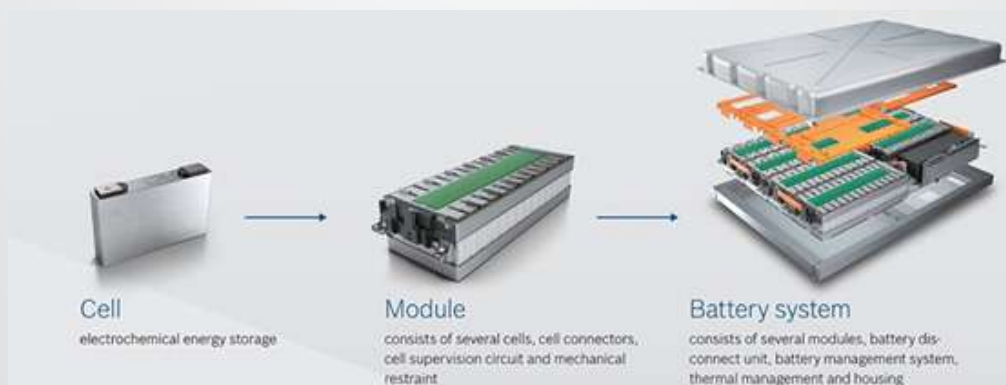 Cell
electrochemical energy storage
Module
consists of several cells, cell connectors,
cell supervision circuit and mechanical
restraint
Battery system
consists of several modules, battery dis-
connect unit, battery management system,
thermal management and housing